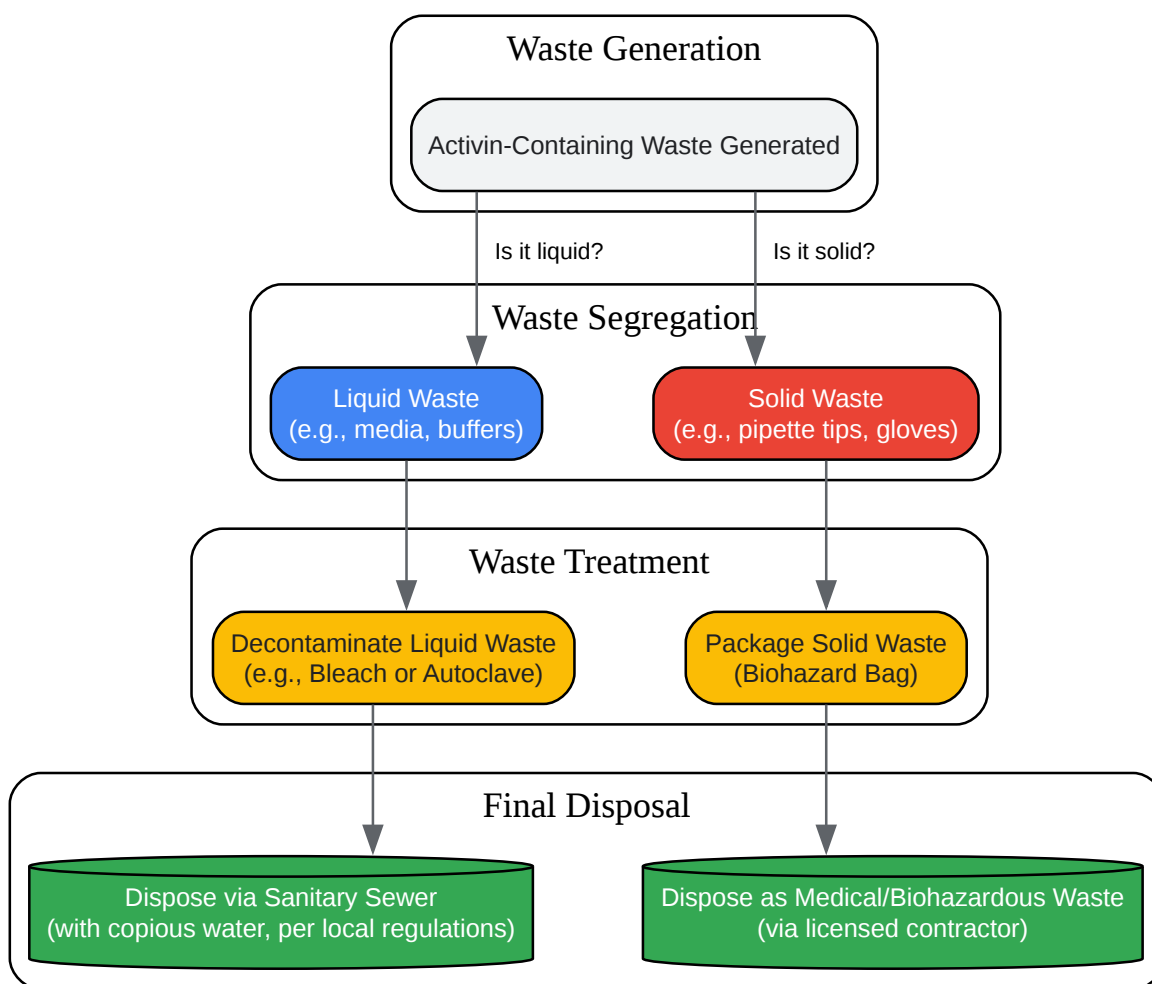 Waste Generation
Activin-Containing Waste Generated
Is it liquid?
Is it solid?
Waste Segregation
Liquid Waste
(e.g., media, buffers)
Solid Waste
(e.g., pipette tips, gloves)
Waste Treatment
Decontaminate Liquid Waste
(e.g., Bleach or Autoclave)
Package Solid Waste
(Biohazard Bag)
Final Disposal
Dispose via Sanitary Sewer
(with copious water, per local regulations)
Dispose as Medical/Biohazardous Waste
(via licensed contractor)